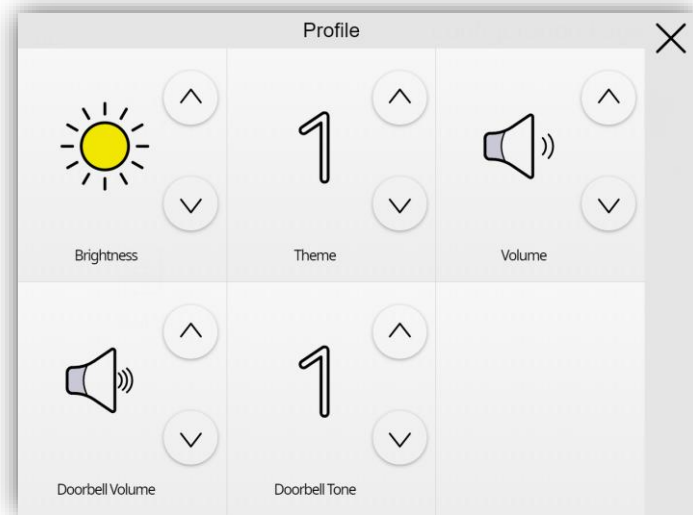 Profile
1
Brightness
Theme
Volume
1
Doorbell Volume
Doorbell Tone